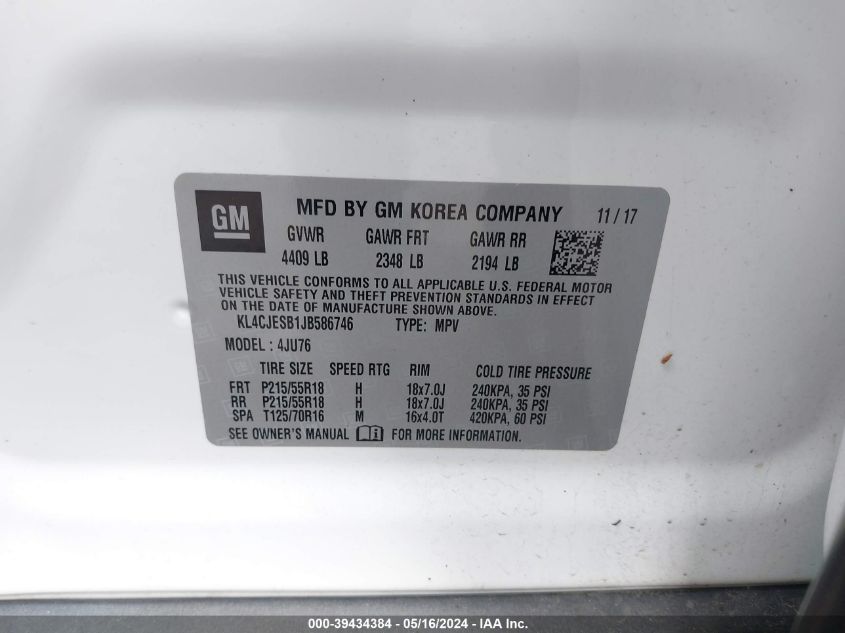 GM
MFD BY GM KOREA COMPANY 11 / 17
GVWR GAWR FRT GAWR RR
4409 LB 2348 LB 2194 LB
THIS VEHICLE CONFORMS TO ALL APPLICABLE U.S. FEDERAL MOTOR
VEHICLE SAFETY AND THEFT PREVENTION STANDARDS IN EFFECT
ON THE DATE OF MANUFACTURE SHOWN ABOVE.
KL4CJESB1JB586746 TYPE: MPV
MODEL : 4JU76
TIRE SIZE SPEED RTG RIM COLD TIRE PRESSURE
FRT P215/55R18 H 18x7.0J 240KPA, 35 PSI
RR P215/55R18 H 18x7.0J 240KPA, 35 PSI
SPA T125/70R16 M 16x4.0T 420KPA, 60 PSI
SEE OWNER'S MANUAL FOR MORE INFORMATION.
000-39434384 - 05/16/2024 - IAA Inc.